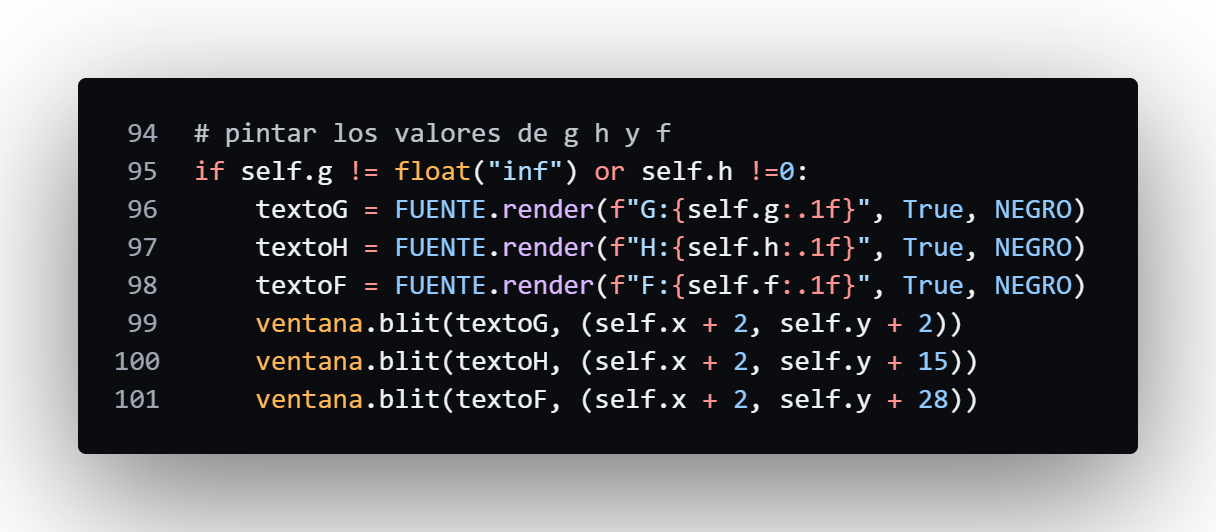 94 # pintar los valores de g h y f
95 if self.g != float("inf") or self.h !=0:
96     textoG = FUENTE.render(f"G:{self.g:.1f}", True, NEGRO)
97     textoH = FUENTE.render(f"H:{self.h:.1f}", True, NEGRO)
98     textoF = FUENTE.render(f"F:{self.f:.1f}", True, NEGRO)
99     ventana.blit(textoG, (self.x + 2, self.y + 2))
100     ventana.blit(textoH, (self.x + 2, self.y + 15))
101     ventana.blit(textoF, (self.x + 2, self.y + 28))